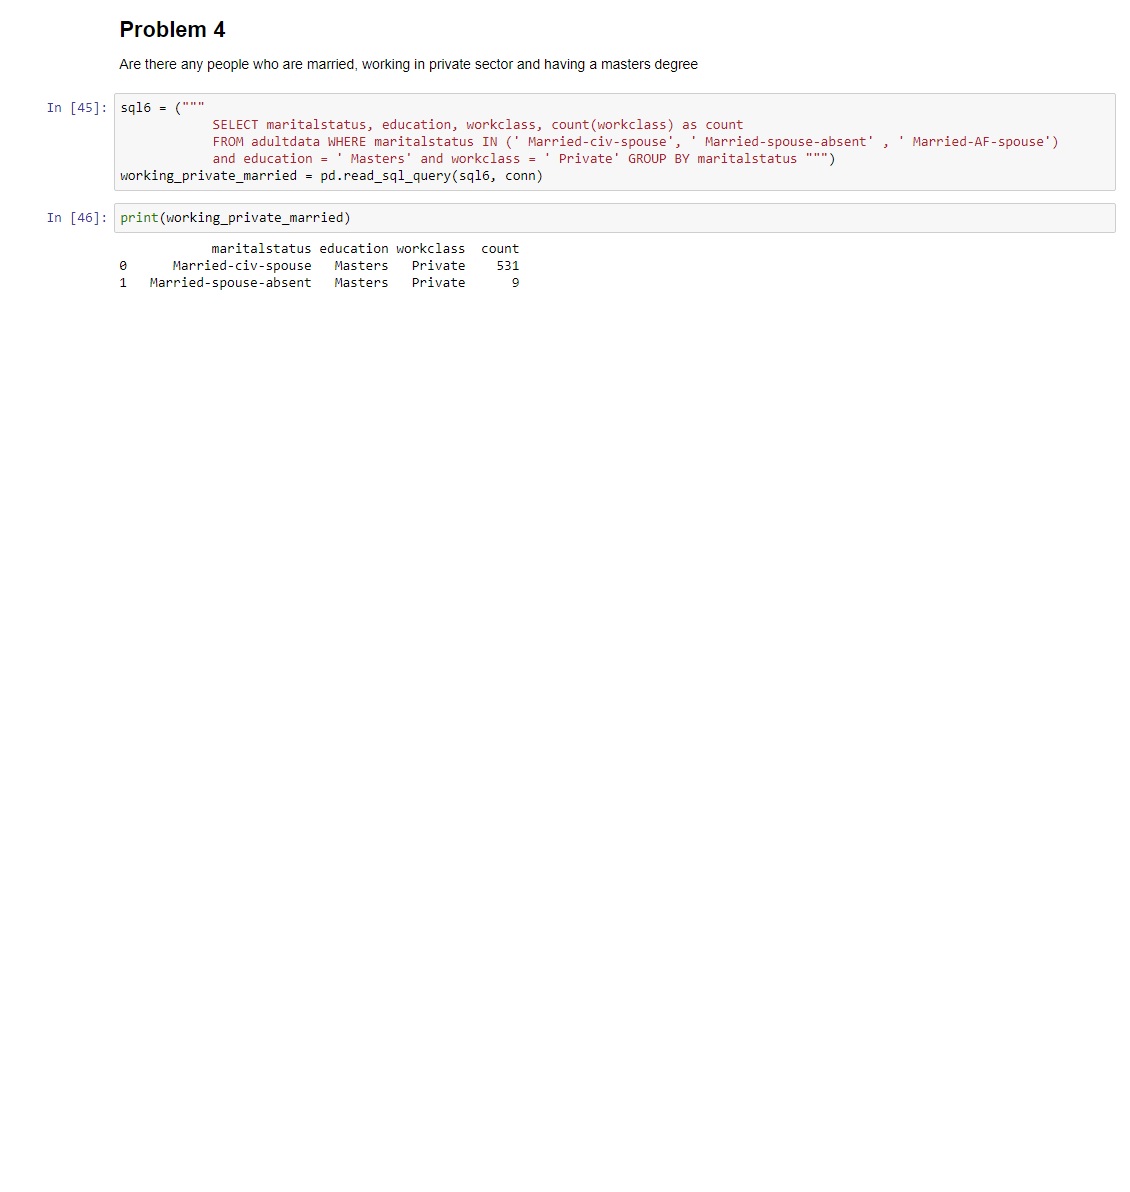 Problem 4
Are there any people who are married, working in private sector and having a masters degree
In [45]: sql6 = ("""
SELECT maritalstatus, education, workclass, count(workclass) as count
FROM adultdata WHERE maritalstatus IN (' Married-civ-spouse', ' Married-spouse-absent' , ' Married-AF-spouse')
and education = ' Masters' and workclass = ' Private' GROUP BY maritalstatus """)
working_private_married = pd.read_sql_query(sql6, conn)
In [46]: print(working_private_married)
maritalstatus education workclass count
0 Married-civ-spouse Masters Private 531
1 Married-spouse-absent Masters Private 9